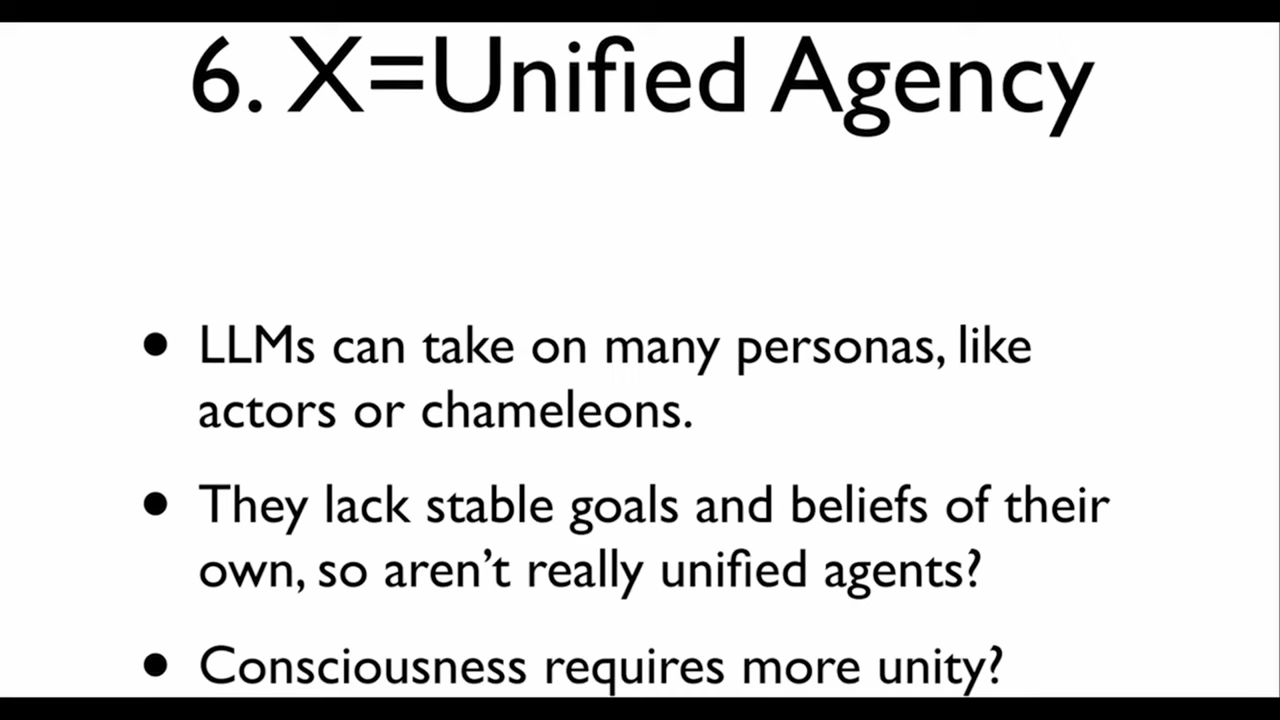 6. X=Unified Agency
• LLMs can take on many personas, like
actors or chameleons.
• They lack stable goals and beliefs of their
own, so aren’t really unified agents?
• Consciousness requires more unity?